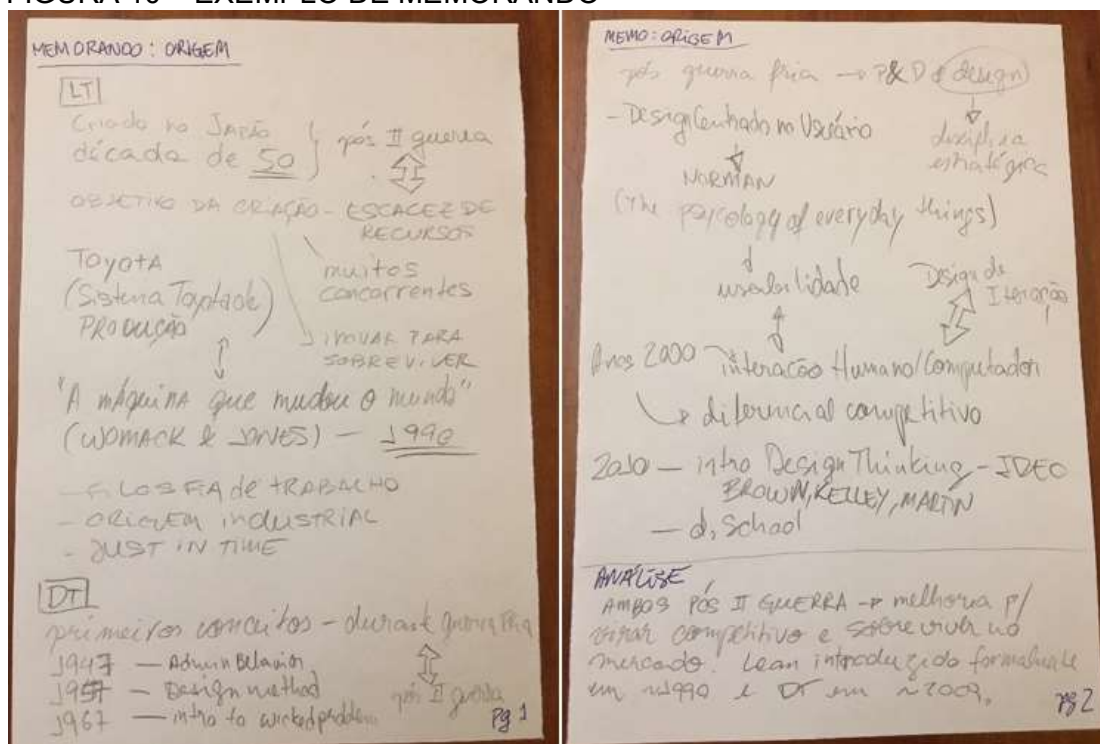 FIGURA 10 – EXEMPLO DE MEMORANDO
MEMORANDO: ORIGEM
LT
Criado no JAPÃO
década de 50
pós II guerra
OBJETIVO DA CRIAÇÃO - ESCACEZ DE
RECURSOS
TOYOTA
(Sistema Toyota de
PRODUÇÃO)
muitos
concorrentes
INOVAR PARA
SOBREVIVER
"A máquina que mudou o mundo"
(WOMACK & JONES) — 1990
- FILOSFIA de TRABALHO
- ORIGEM INDUSTRIAL
- JUST IN TIME
DT
primeiros conceitos - durante guerra fria
1947 — Admin Behavior
1957 — Design method
1967 — intro to wicked problem
pós II guerra
Pg 1
MEMO: ORIGEM
pós guerra fria → P&D & design
- Design Centrado no Usuário
disciplina
estratégica
NORMAN
(The psycology of everyday things)
usabilidade
Design de
Iteração
Anos 2000 → interacão Humano/Computador
↳ diferencial competitivo
2010 — intro Design Thinking - IDEO
BROWN, KELLEY, MARTIN
— d, School
ANÁLISE
AMBOS PÓS II GUERRA → melhoria p/
virar competitivo e sobreviver no
mercado. Lean introduzido formalmente
em ~1990 e DT em ~2009.
pg 2